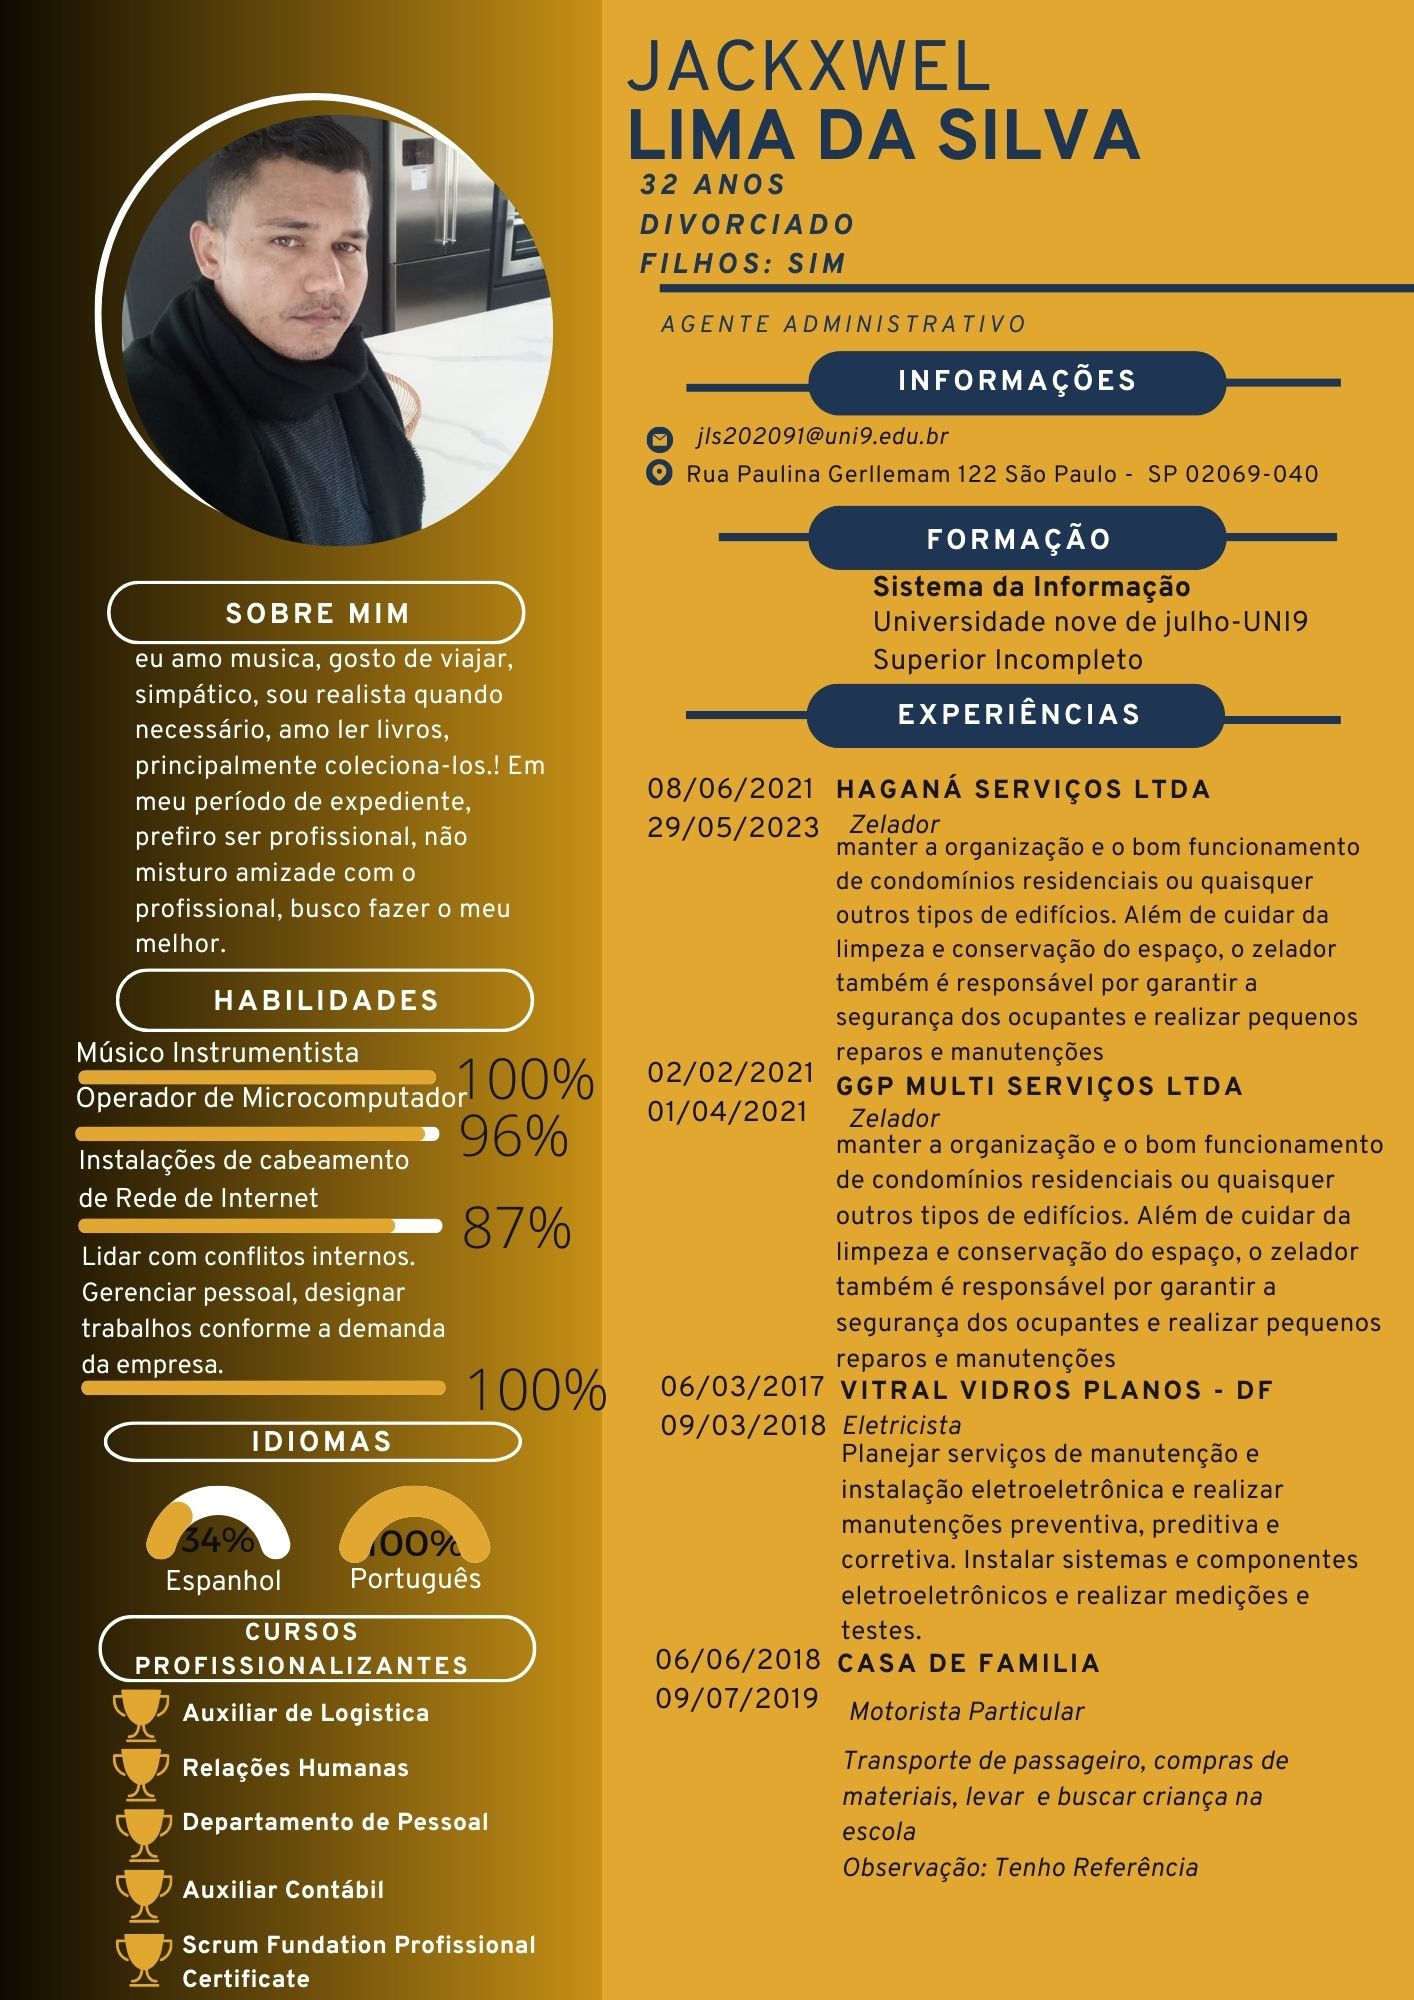 JACKXWEL
LIMA DA SILVA
32 ANOS
DIVORCIADO
FILHOS: SIM
AGENTE ADMINISTRATIVO
INFORMAÇÕES
jls202091@uni9.edu.br
Rua Paulina Gerllemam 122 São Paulo - SP 02069-040
FORMAÇÃO
Sistema da Informação
Universidade nove de julho-UNI9
Superior Incompleto
EXPERIÊNCIAS
08/06/2021 HAGANÁ SERVIÇOS LTDA
29/05/2023 Zelador
manter a organização e o bom funcionamento
de condomínios residenciais ou quaisquer
outros tipos de edifícios. Além de cuidar da
limpeza e conservação do espaço, o zelador
também é responsável por garantir a
segurança dos ocupantes e realizar pequenos
reparos e manutenções
02/02/2021 GGP MULTI SERVIÇOS LTDA
01/04/2021 Zelador
manter a organização e o bom funcionamento
de condomínios residenciais ou quaisquer
outros tipos de edifícios. Além de cuidar da
limpeza e conservação do espaço, o zelador
também é responsável por garantir a
segurança dos ocupantes e realizar pequenos
reparos e manutenções
06/03/2017 VITRAL VIDROS PLANOS - DF
09/03/2018 Eletricista
Planejar serviços de manutenção e
instalação eletroeletrônica e realizar
manutenções preventiva, preditiva e
corretiva. Instalar sistemas e componentes
eletroeletrônicos e realizar medições e
testes.
06/06/2018 CASA DE FAMILIA
09/07/2019 Motorista Particular
Transporte de passageiro, compras de
materiais, levar e buscar criança na
escola
Observação: Tenho Referência
SOBRE MIM
eu amo musica, gosto de viajar,
simpático, sou realista quando
necessário, amo ler livros,
principalmente coleciona-los.! Em
meu período de expediente,
prefiro ser profissional, não
misturo amizade com o
profissional, busco fazer o meu
melhor.
HABILIDADES
Músico Instrumentista
100%
Operador de Microcomputador
96%
Instalações de cabeamento
de Rede de Internet
87%
Lidar com conflitos internos.
Gerenciar pessoal, designar
trabalhos conforme a demanda
da empresa.
100%
IDIOMAS
34% 100%
Espanhol Português
CURSOS
PROFISSIONALIZANTES
Auxiliar de Logistica
Relações Humanas
Departamento de Pessoal
Auxiliar Contábil
Scrum Fundation Profissional
Certificate